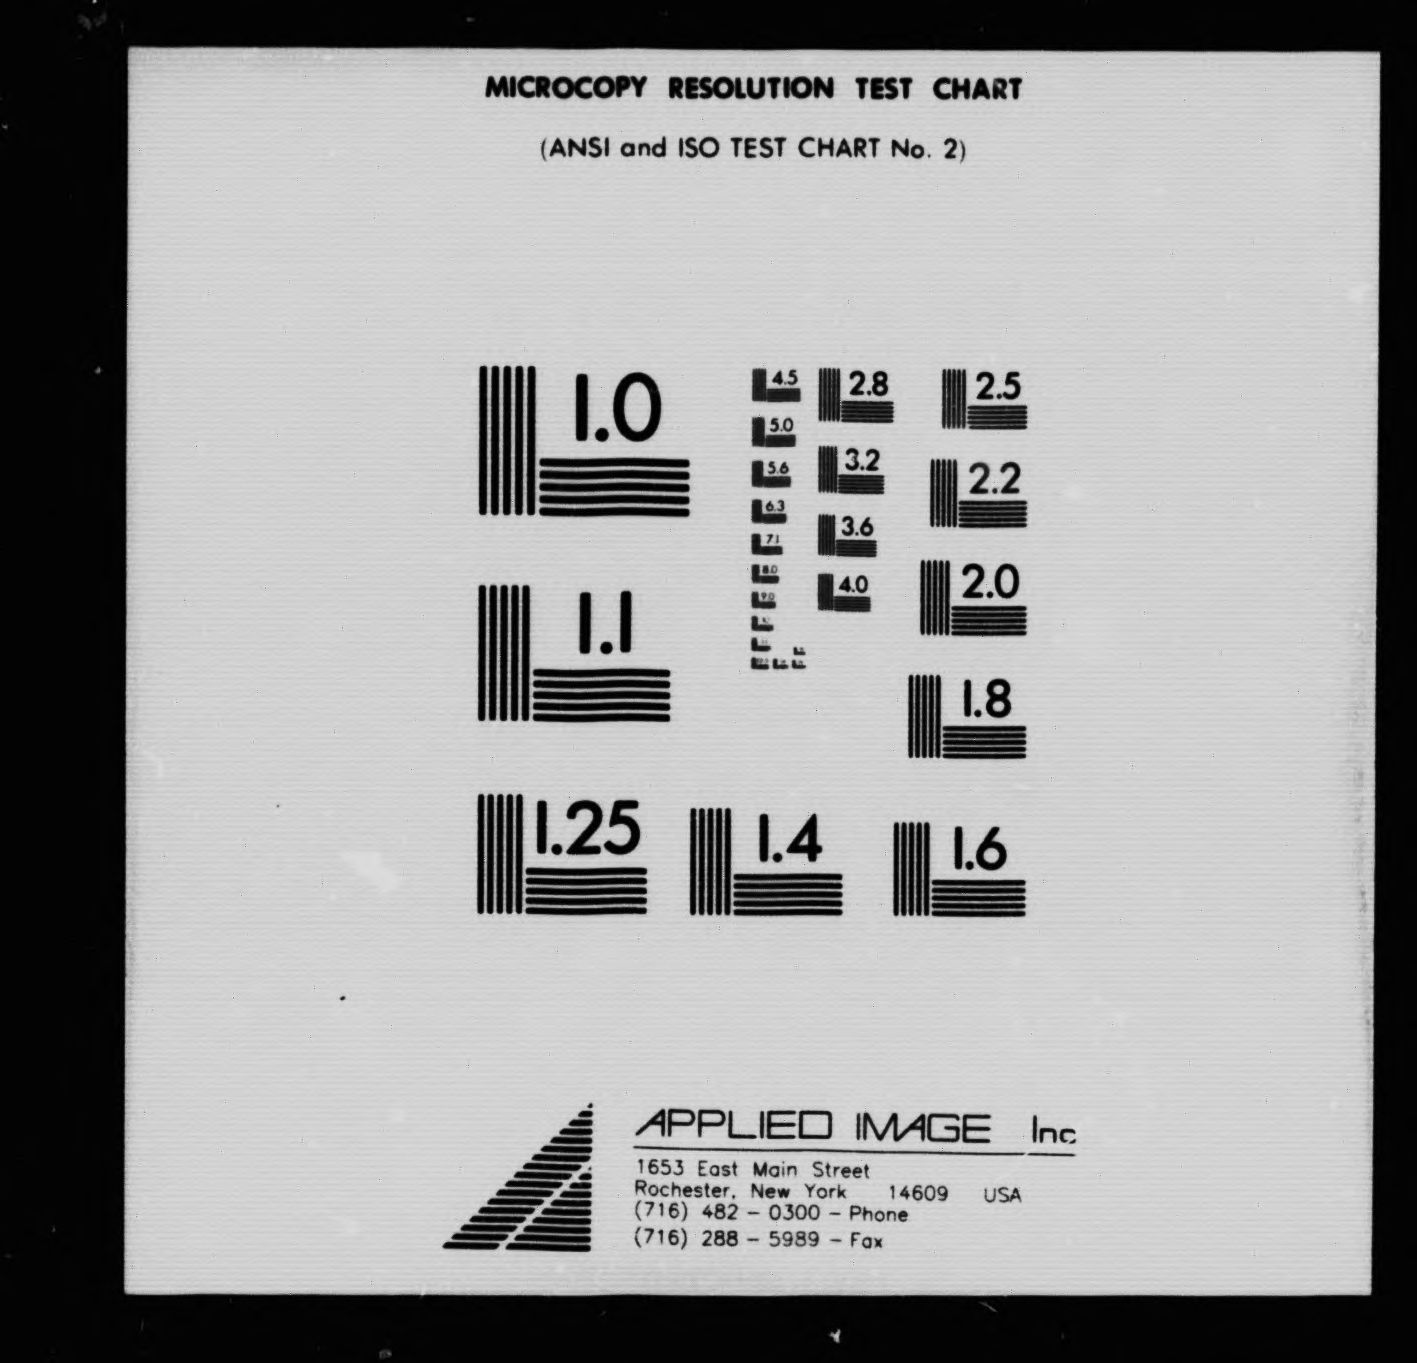 MICROCOPY RESOLUTION TEST CHART
(ANSI and ISO TEST CHART No. 2)
1.0
4.5
2.8
2.5
5.0
5.6
3.2
2.2
6.3
3.6
7.1
8.0
4.0
2.0
9.0
1.1
1.8
1.25
1.4
1.6
APPLIED IMAGE Inc
1653 East Main Street
Rochester, New York 14609 USA
(716) 482 - 0300 - Phone
(716) 288 - 5989 - Fax